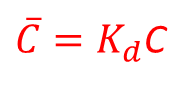 C̄ = K_d C